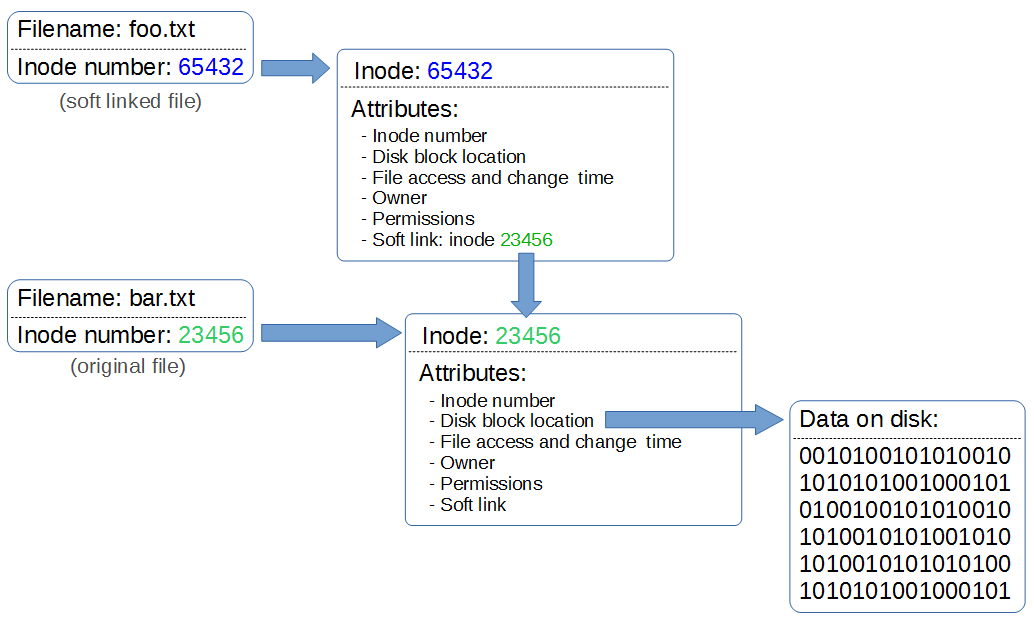 Filename: foo.txt
Inode number: 65432
(soft linked file)
Inode: 65432
Attributes:
- Inode number
- Disk block location
- File access and change  time
- Owner
- Permissions
- Soft link: inode 23456
Filename: bar.txt
Inode number: 23456
(original file)
Inode: 23456
Attributes:
- Inode number
- Disk block location
- File access and change  time
- Owner
- Permissions
- Soft link
Data on disk:
0010100101010010
1010101001000101
0100100101010010
1010010101001010
1010010101010100
1010101001000101